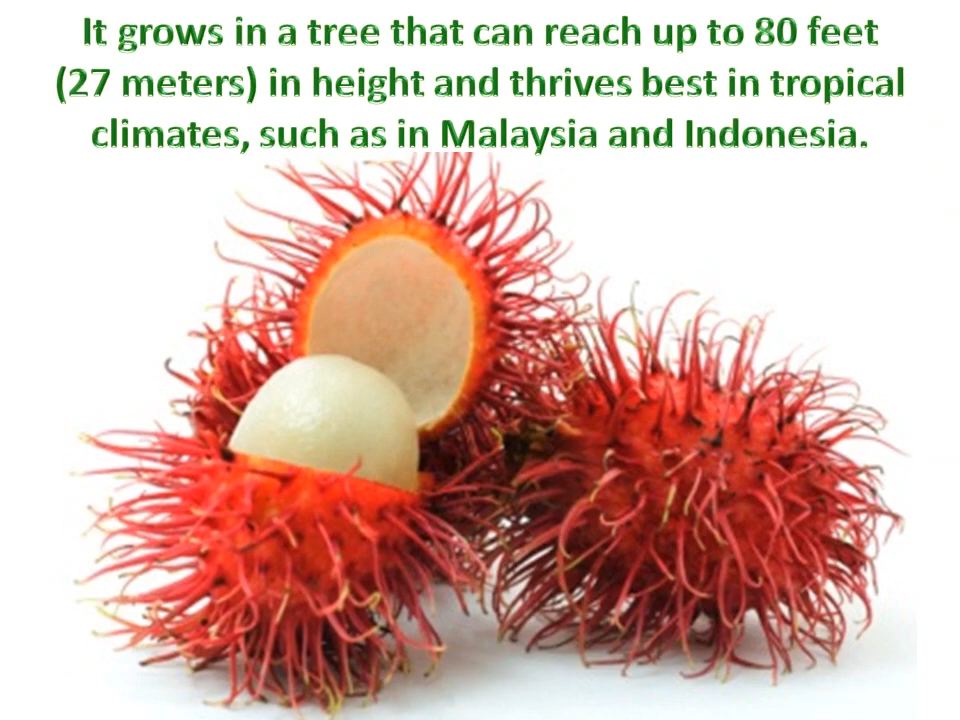 It grows in a tree that can reach up to 80 feet
(27 meters) in height and thrives best in tropical
climates, such as in Malaysia and Indonesia.